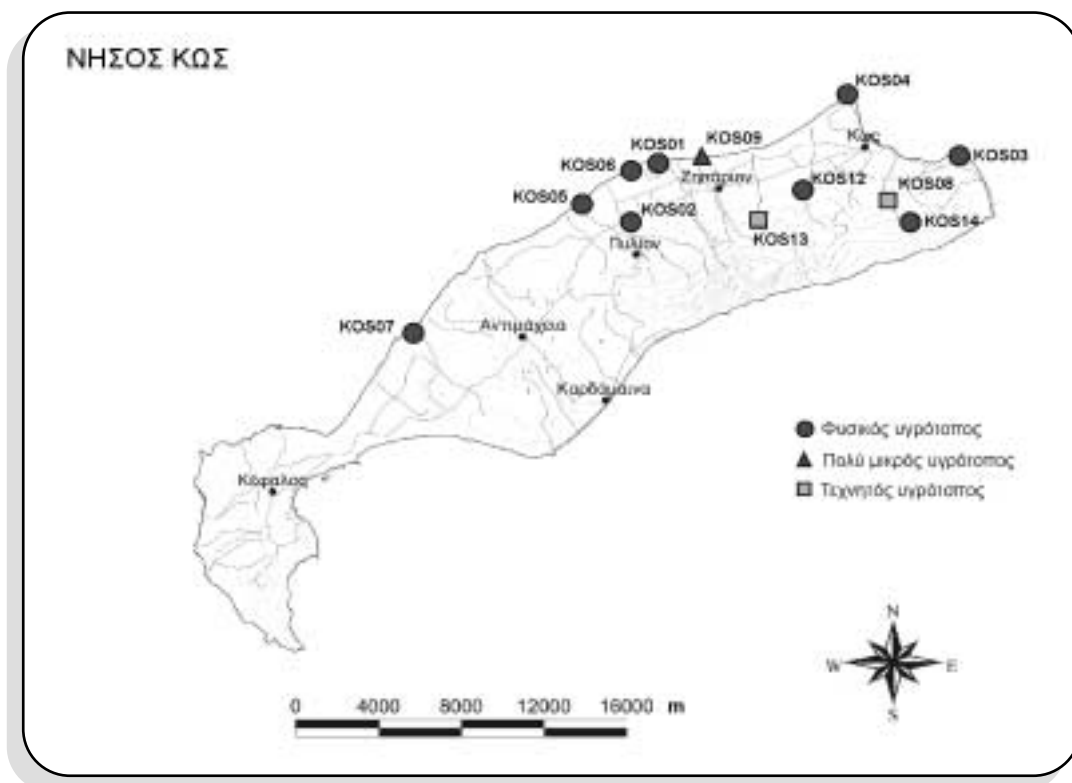 ΝΗΣΟΣ ΚΩΣ
KOS04
KOS09
KOS01
Κως
KOS03
KOS06
Ζηπάριον
KOS12
KOS08
KOS05
KOS02
KOS14
KOS13
Πυλίον
KOS07
Αντιμάχεια
Καρδάμαινα
Φυσικός υγρότοπος
Πολύ μικρός υγρότοπος
Τεχνητός υγρότοπος
Κέφαλος
N
W E
S
0 4000 8000 12000 16000 m